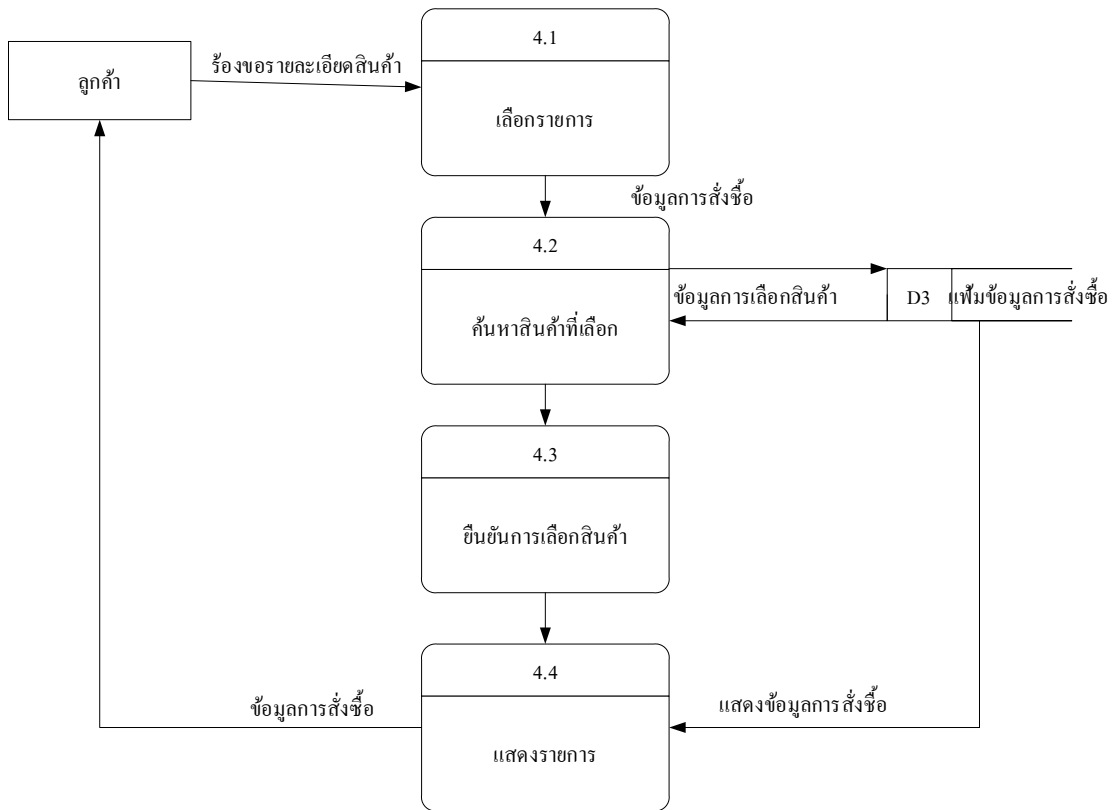 4.1
ลูกค้า
ร้องขอรายละเอียดสินค้า
เลือกรายการ
ข้อมูลการสั่งชื้อ
4.2
ข้อมูลการเลือกสินค้า
D3
แฟ้มข้อมูลการสั่งซื้อ
ค้นหาสินค้าที่เลือก
4.3
ยืนยันการเลือกสินค้า
4.4
ข้อมูลการสั่งซื้อ
แสดงข้อมูลการสั่งชื้อ
แสดงรายการ